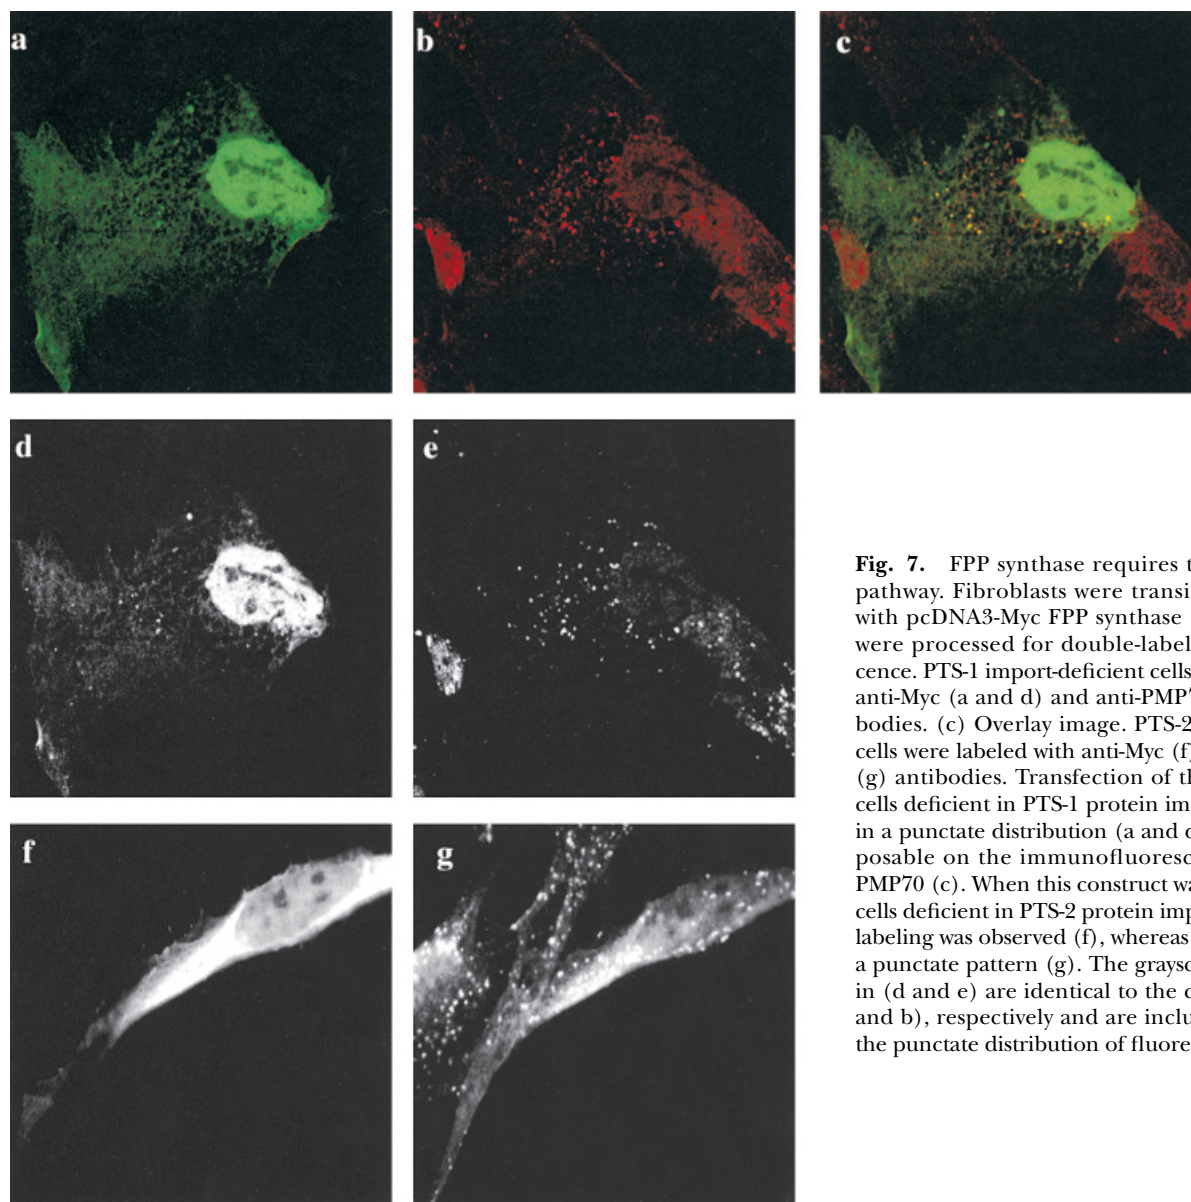 a
b
c
d
e
f
g
Fig. 7. FPP synthase requires t
pathway. Fibroblasts were transi
with pcDNA3-Myc FPP synthase
were processed for double-label
cence. PTS-1 import-deficient cells
anti-Myc (a and d) and anti-PMP7
bodies. (c) Overlay image. PTS-2
cells were labeled with anti-Myc (f)
(g) antibodies. Transfection of th
cells deficient in PTS-1 protein im
in a punctate distribution (a and d
posable on the immunofluoresc
PMP70 (c). When this construct wa
cells deficient in PTS-2 protein imp
labeling was observed (f), whereas
a punctate pattern (g). The graysc
in (d and e) are identical to the c
and b), respectively and are inclu
the punctate distribution of fluore